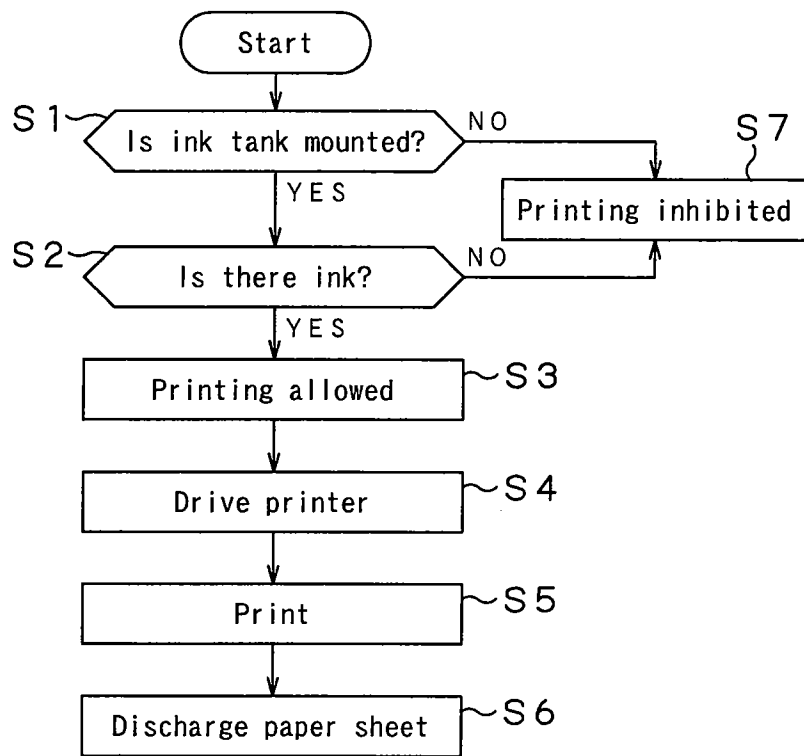 Start
S1
Is ink tank mounted?
NO
S7
Printing inhibited
YES
S2
Is there ink?
NO
YES
Printing allowed
S3
Drive printer
S4
Print
S5
Discharge paper sheet
S6